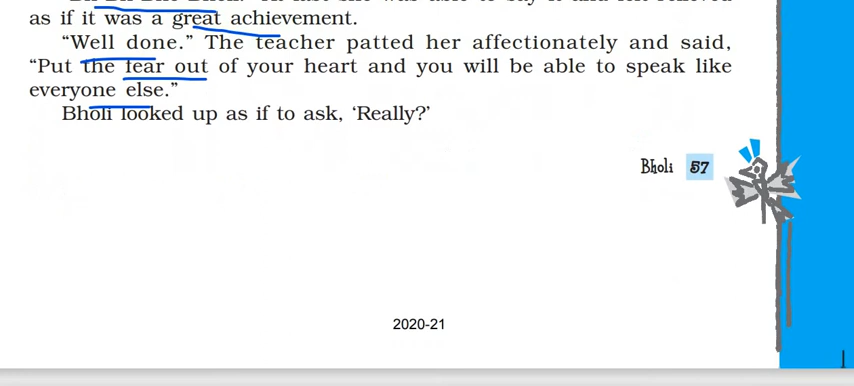 as if it was a great achievement.
“Well done.” The teacher patted her affectionately and said,
“Put the fear out of your heart and you will be able to speak like
everyone else.”
Bholi looked up as if to ask, ‘Really?’
Bholi 57
2020-21